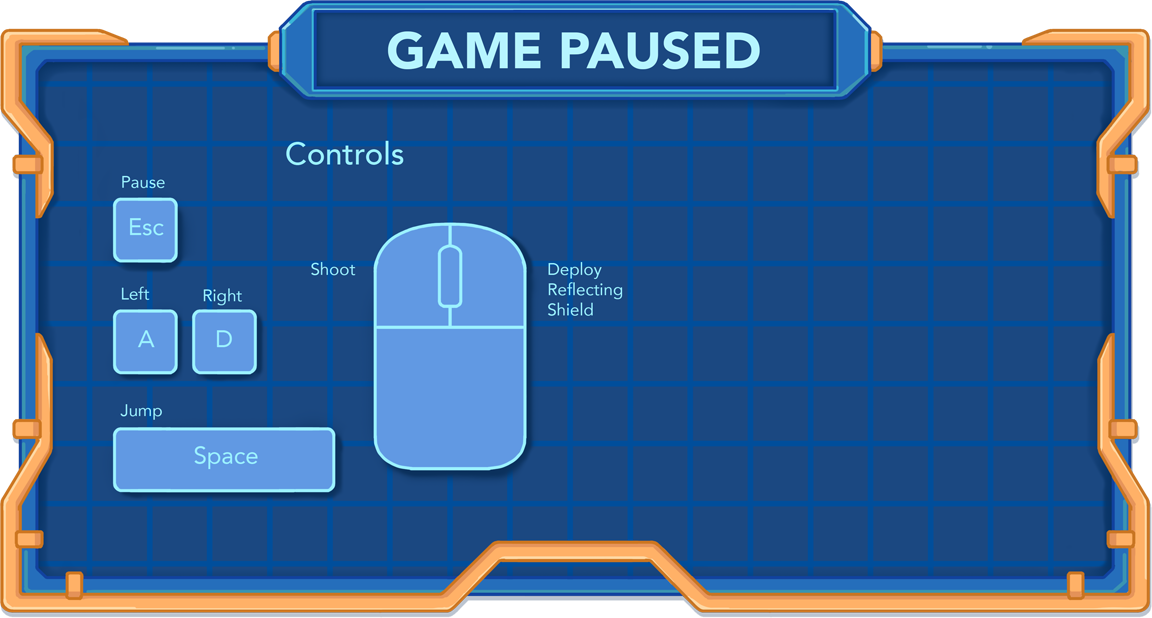 GAME PAUSED
Controls
Pause
Esc
Left
Right
A
D
Jump
Space
Shoot
Deploy
Reflecting
Shield